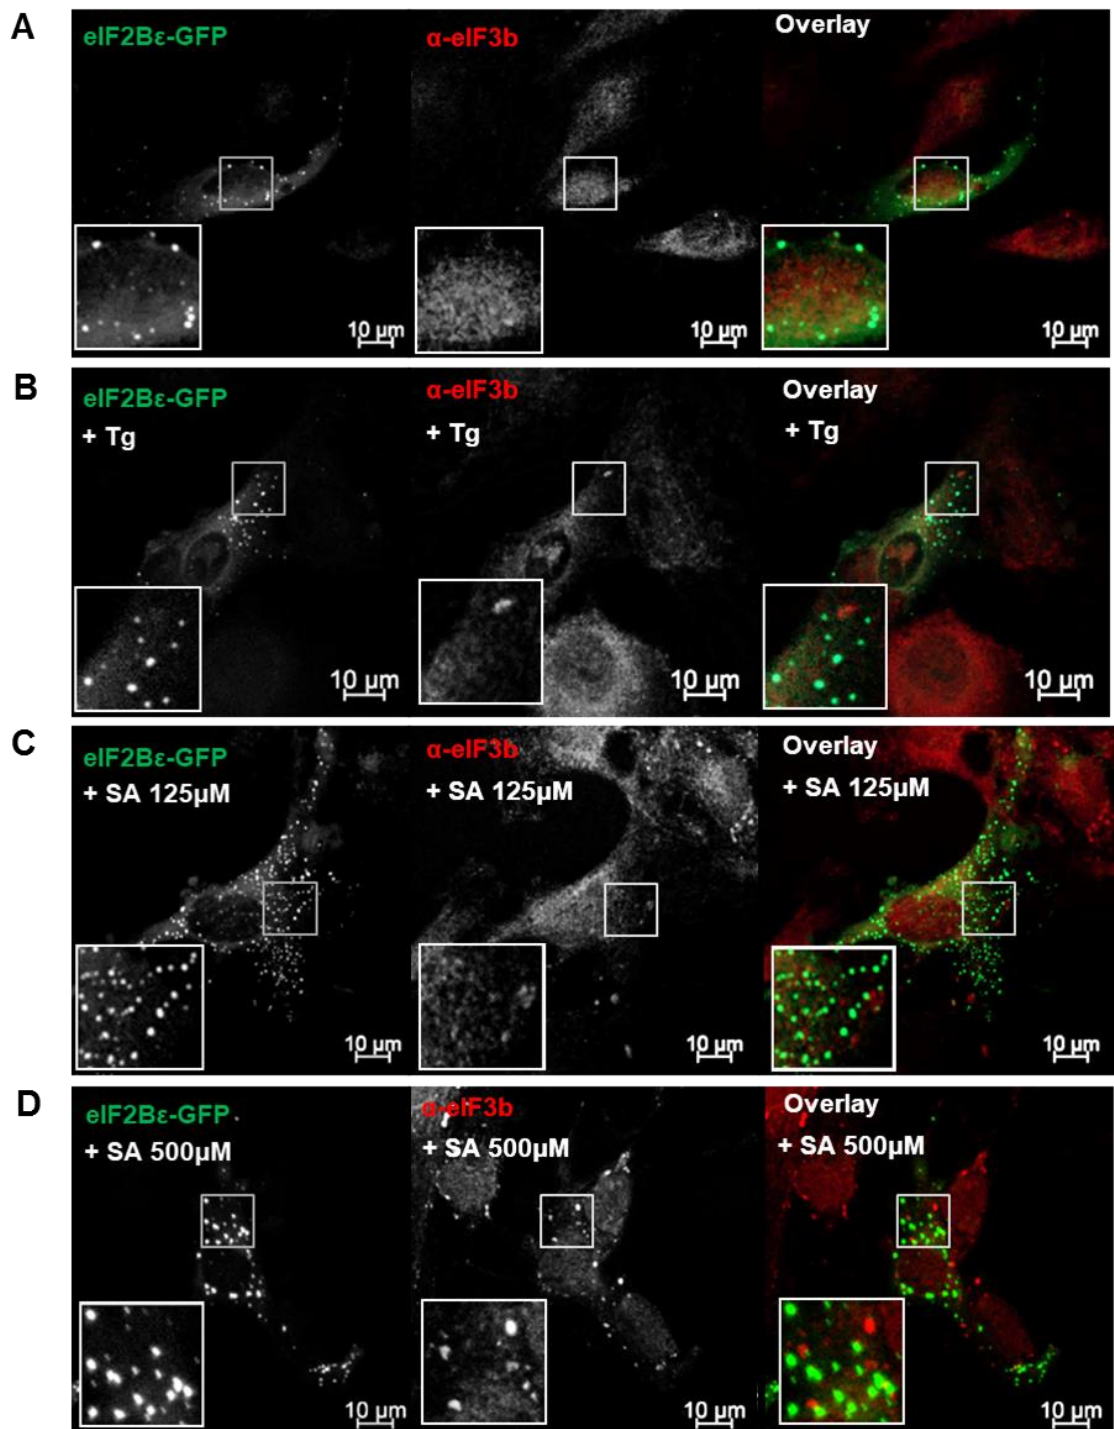 A
eIF2Bε-GFP
α-eIF3b
Overlay
10 µm
10 µm
10 µm
B
eIF2Bε-GFP
+ Tg
α-eIF3b
+ Tg
Overlay
+ Tg
10 µm
10 µm
10 µm
C
eIF2Bε-GFP
+ SA 125µM
α-eIF3b
+ SA 125µM
Overlay
+ SA 125µM
10 µm
10 µm
10 µm
D
eIF2Bε-GFP
+ SA 500µM
α-eIF3b
+ SA 500µM
Overlay
+ SA 500µM
10 µm
10 µm
10 µm